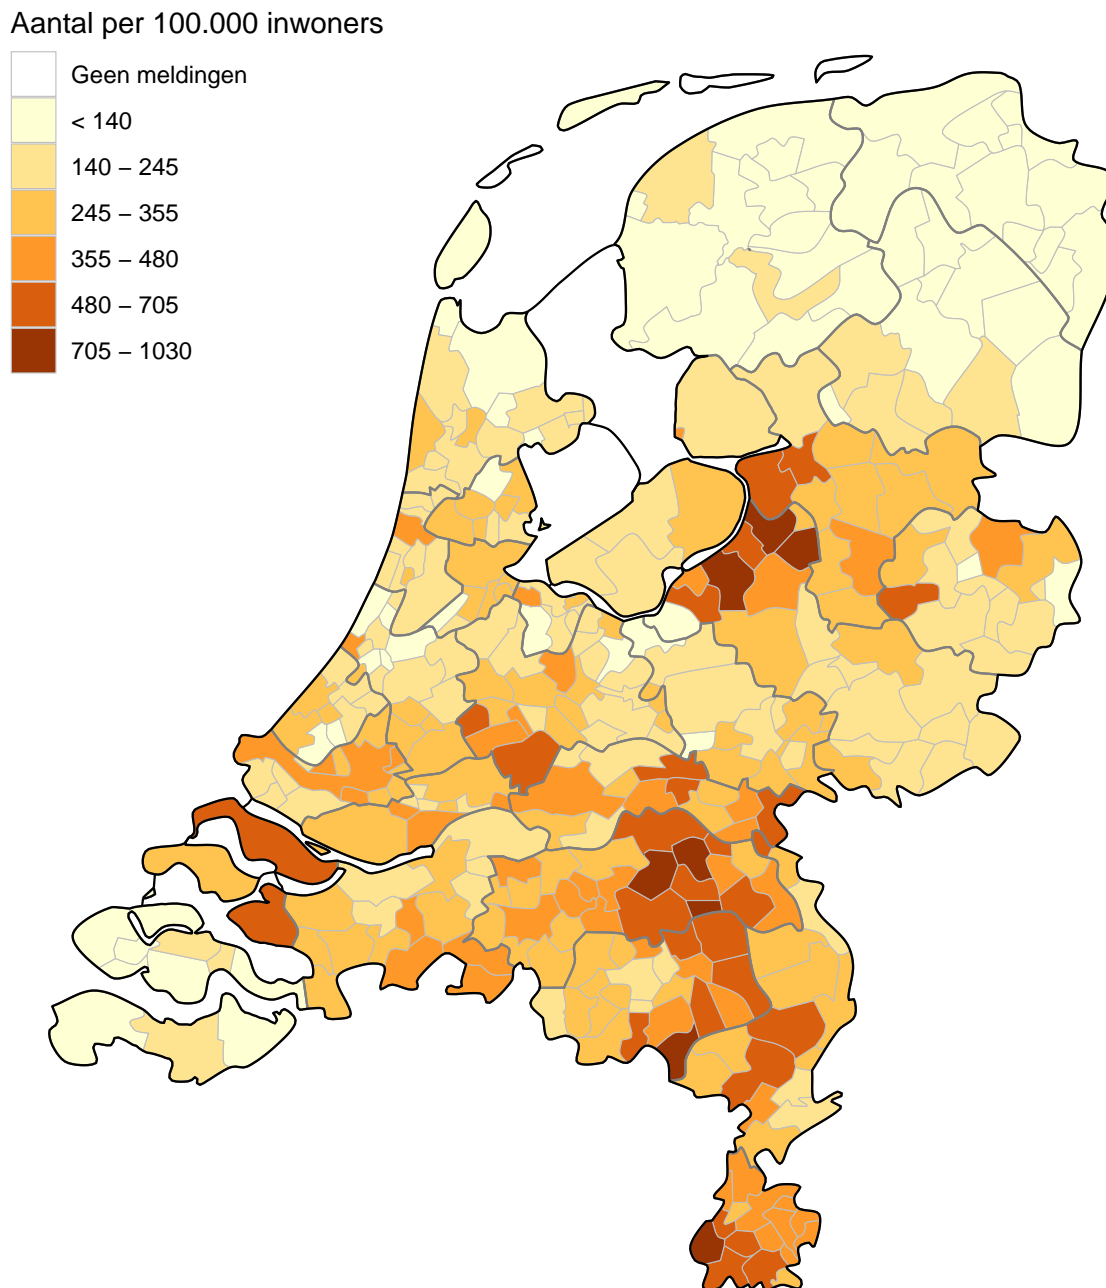 Aantal per 100.000 inwoners
Geen meldingen
< 140
140 – 245
245 – 355
355 – 480
480 – 705
705 – 1030